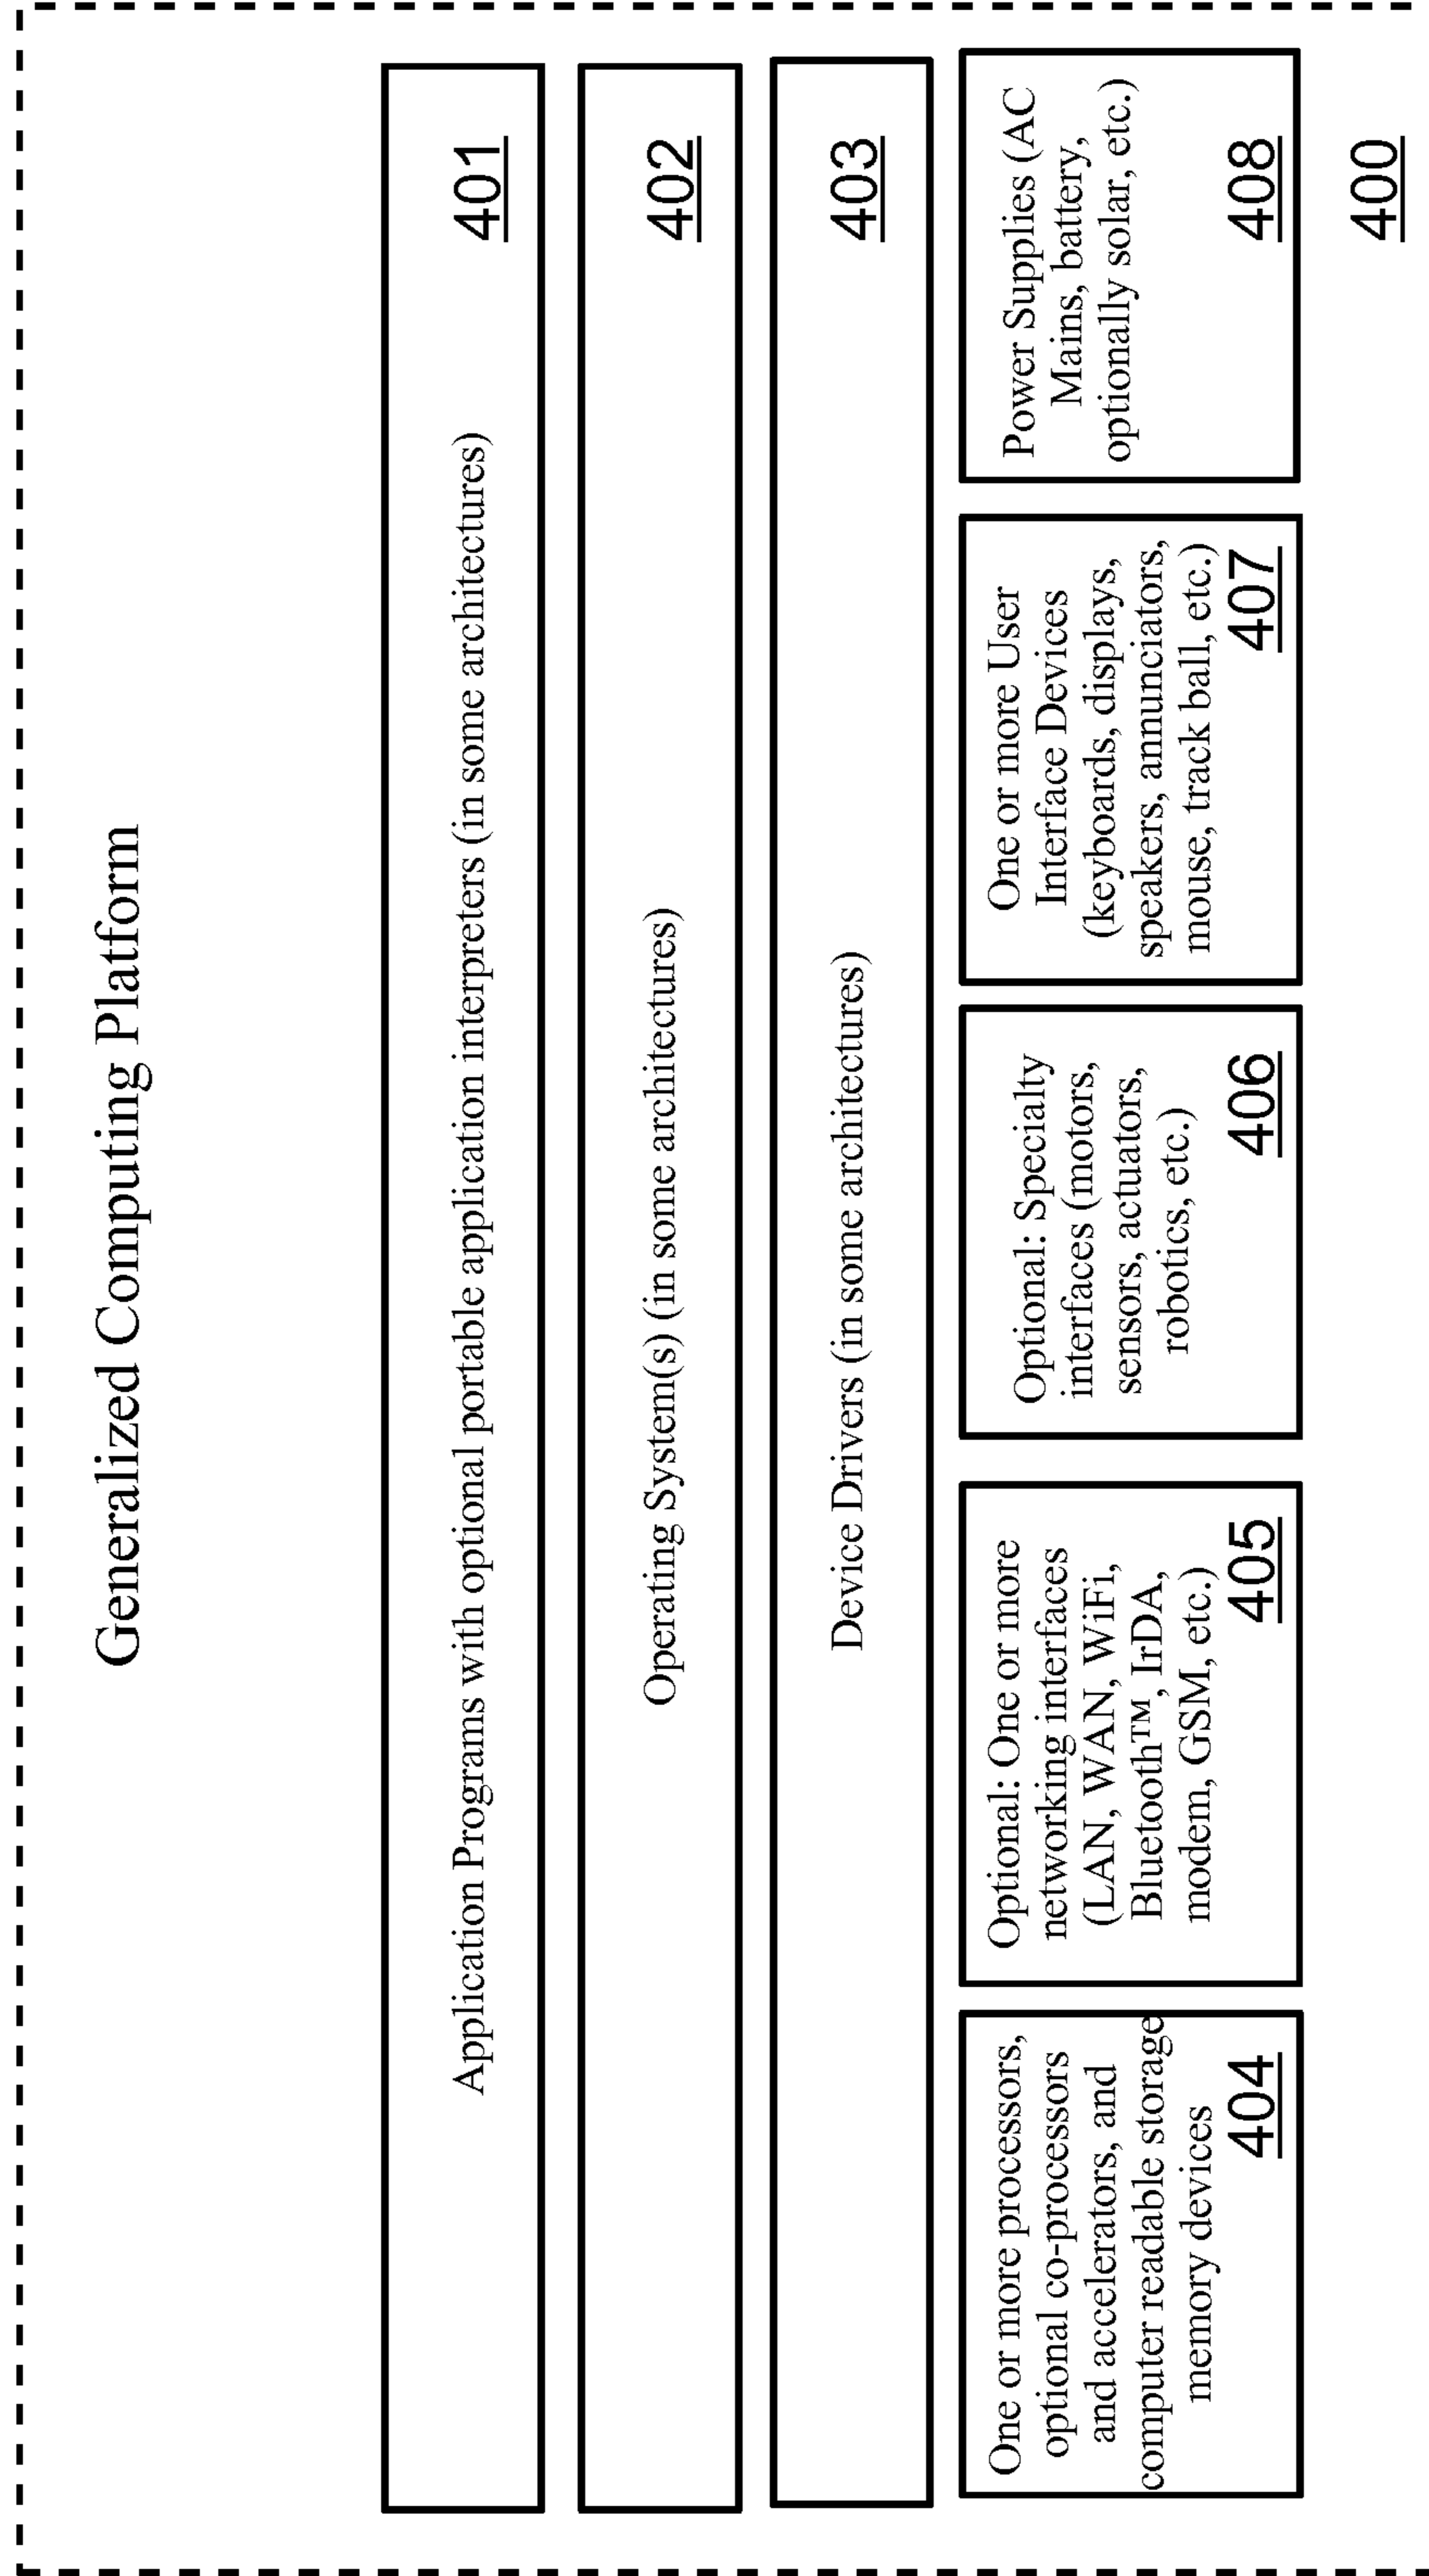 Generalized Computing Platform
Application Programs with optional portable application interpreters (in some architectures)
401
Operating System(s) (in some architectures)
402
Device Drivers (in some architectures)
403
One or more processors,
optional co-processors
and accelerators, and
computer readable storage
memory devices
404
Optional: One or more
networking interfaces
(LAN, WAN, WiFi,
Bluetooth™, IrDA,
modem, GSM, etc.)
405
Optional: Specialty
interfaces (motors,
sensors, actuators,
robotics, etc.)
406
One or more User
Interface Devices
(keyboards, displays,
speakers, annunciators,
mouse, track ball, etc.)
407
Power Supplies (AC
Mains, battery,
optionally solar, etc.)
408
400